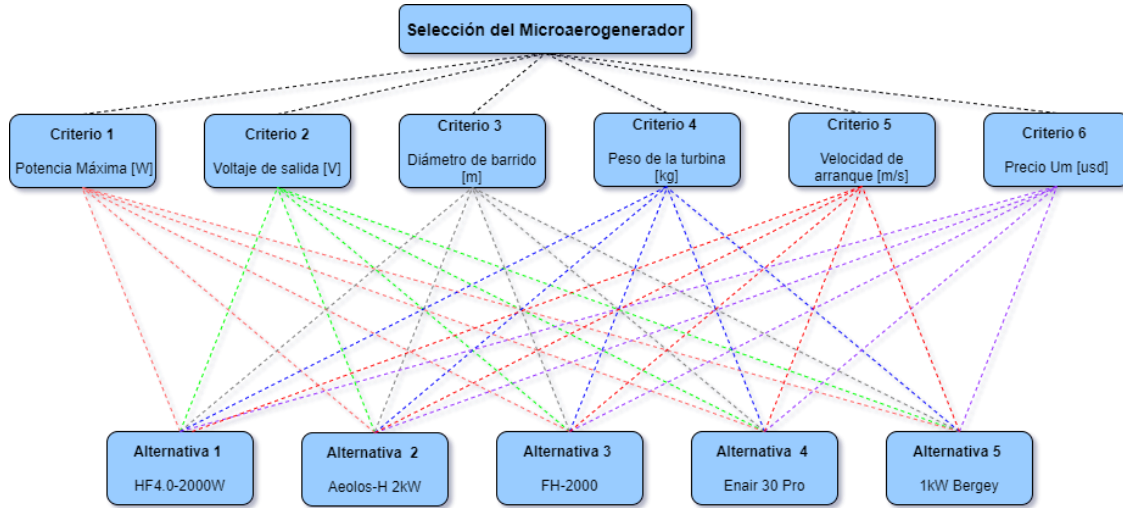 Selección del Microaerogenerador
Criterio 1
Potencia Máxima [W]
Criterio 2
Voltaje de salida [V]
Criterio 3
Diámetro de barrido
[m]
Criterio 4
Peso de la turbina
[kg]
Criterio 5
Velocidad de
arranque [m/s]
Criterio 6
Precio Um [usd]
Alternativa 1
HF4.0-2000W
Alternativa 2
Aeolos-H 2kW
Alternativa 3
FH-2000
Alternativa 4
Enair 30 Pro
Alternativa 5
1kW Bergey